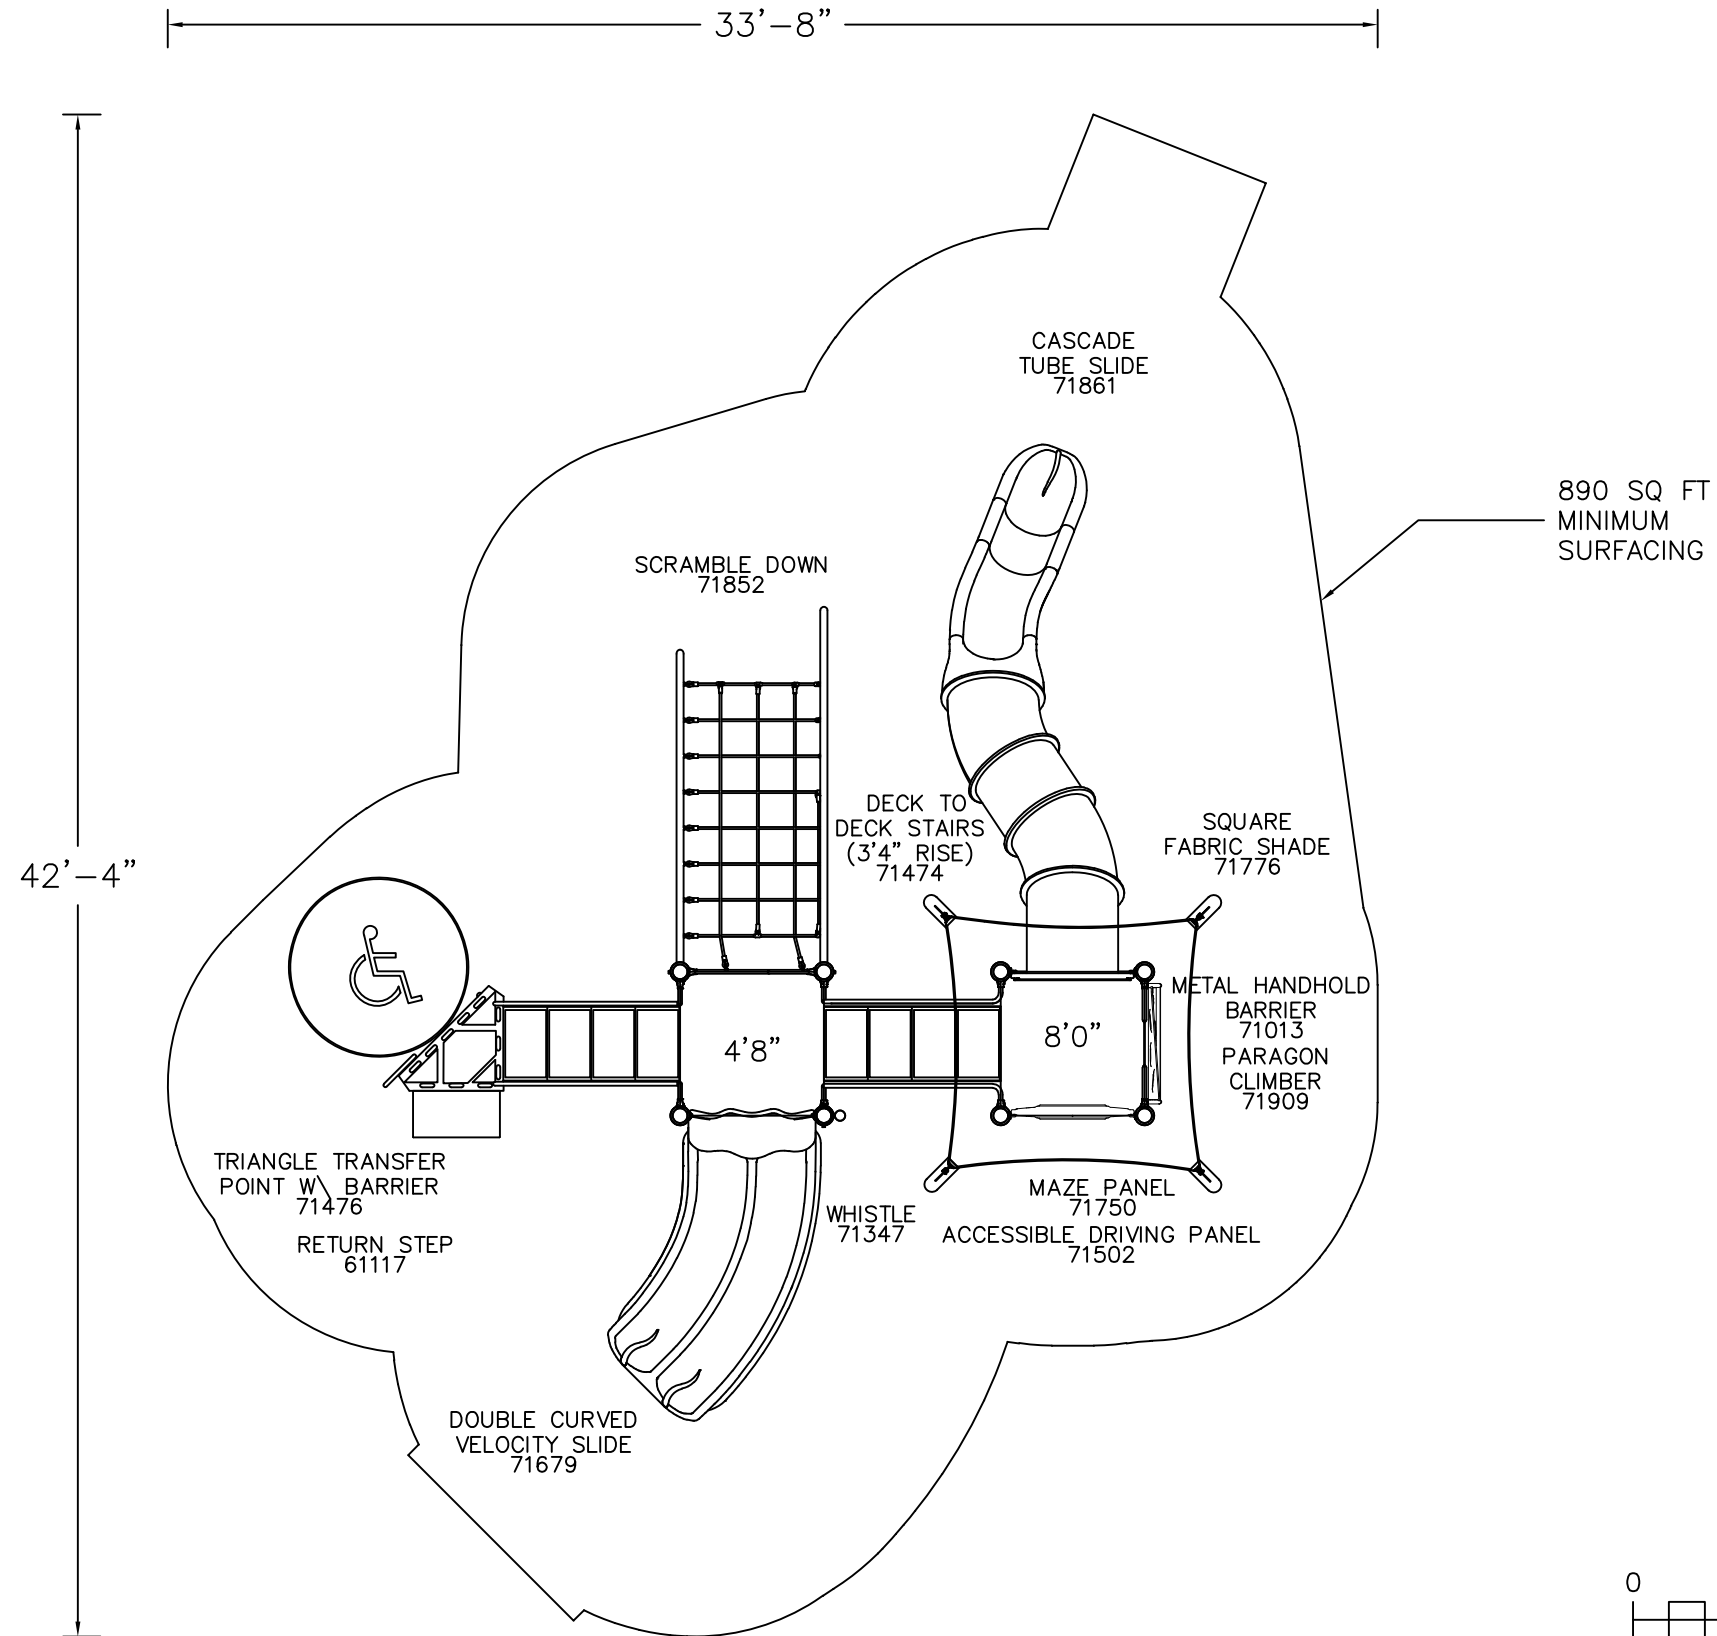 33'-8"
CASCADE
TUBE SLIDE
71861
890 SQ FT
MINIMUM
SURFACING
SCRAMBLE DOWN
71852
DECK TO
DECK STAIRS
(3'4" RISE)
71474
SQUARE
FABRIC SHADE
71776
42'-4"
METAL HANDHOLD
BARRIER
71013
PARAGON
CLIMBER
71909
4'8"
8'0"
TRIANGLE TRANSFER
POINT W\ BARRIER
71476
RETURN STEP
61117
WHISTLE
71347
MAZE PANEL
71750
ACCESSIBLE DRIVING PANEL
71502
DOUBLE CURVED
VELOCITY SLIDE
71679
0